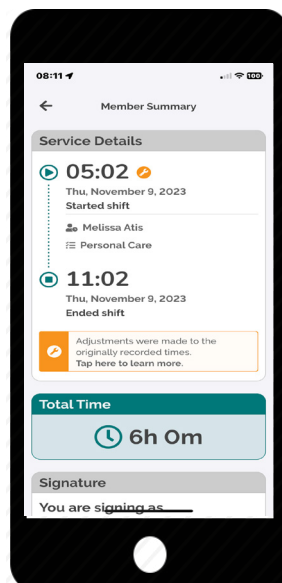 08:11
100
Member Summary
Service Details
05:02
Thu, November 9, 2023
Started shift
Melissa Atis
Personal Care
11:02
Thu, November 9, 2023
Ended shift
Adjustments were made to the
originally recorded times.
Tap here to learn more.
Total Time
6h 0m
Signature
You are signing as